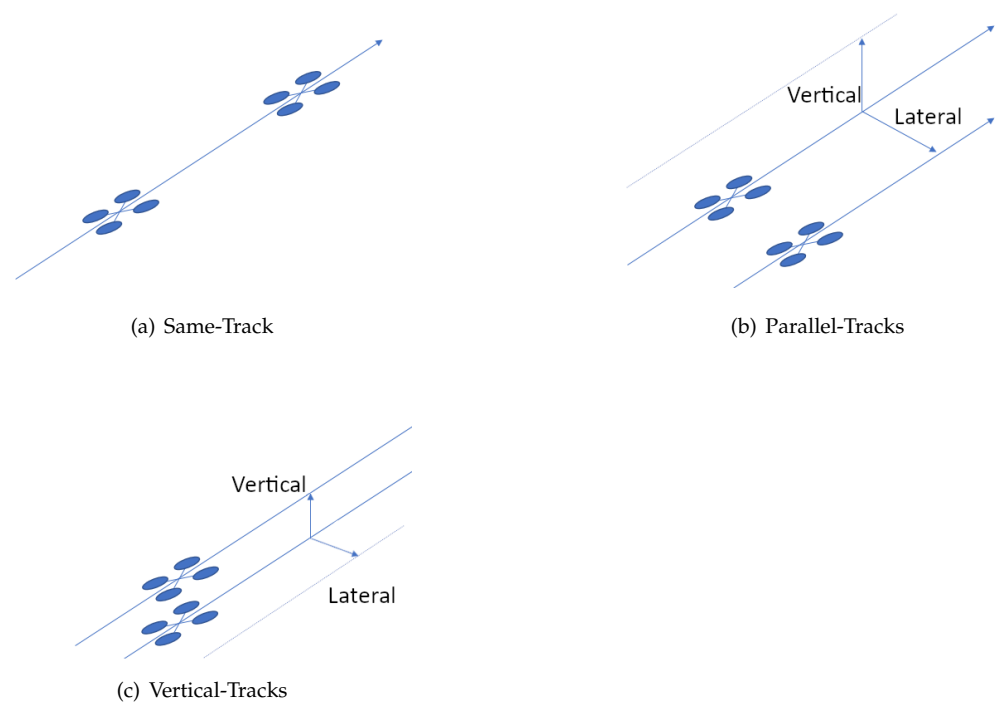 Vertical
Lateral
(a) Same-Track
(b) Parallel-Tracks
Vertical
Lateral
(c) Vertical-Tracks